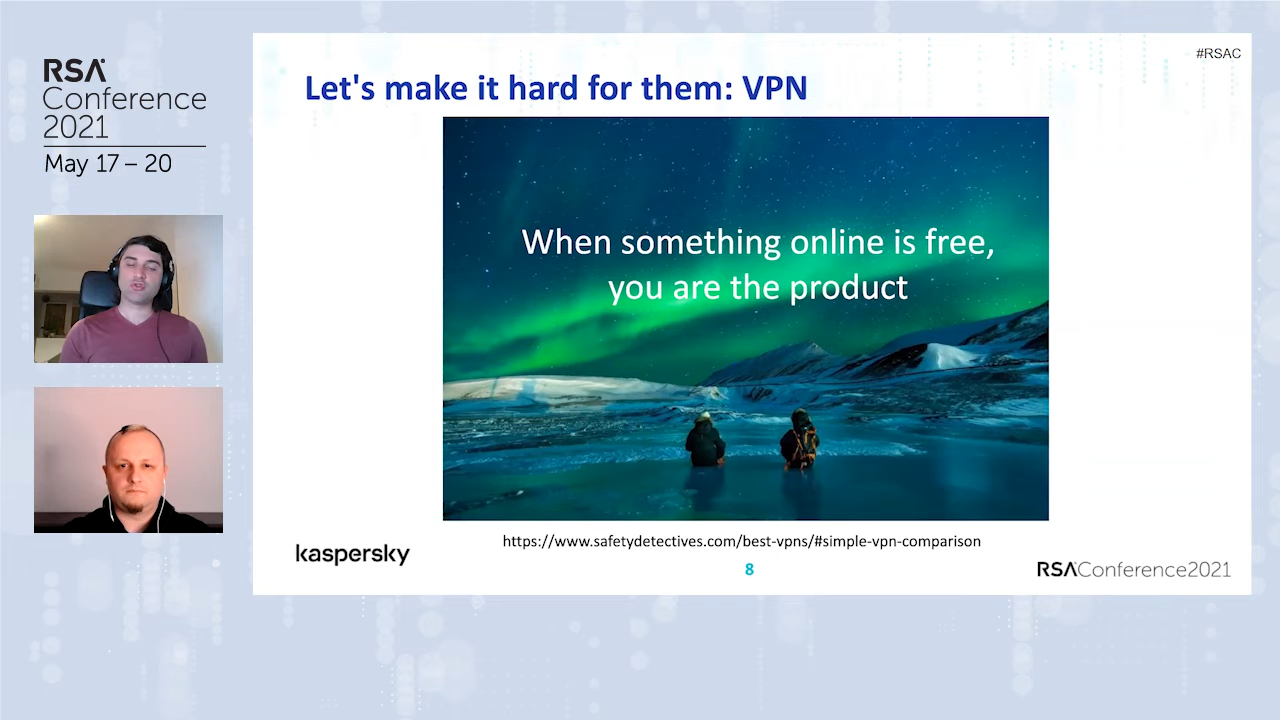 RSA
Conference
2021
May 17 – 20
#RSAC
Let's make it hard for them: VPN
When something online is free,
you are the product
https://www.safetydetectives.com/best-vpns/#simple-vpn-comparison
kaspersky
8
RSAConference2021